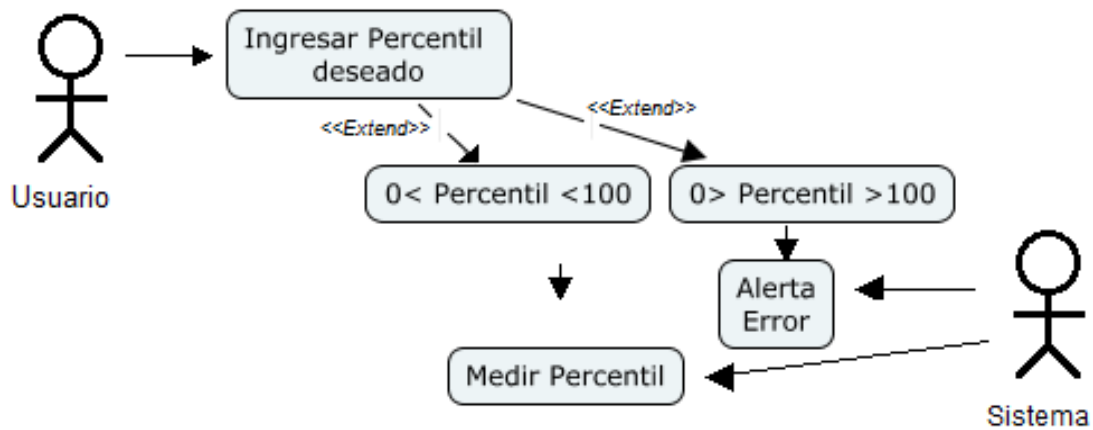 Ingresar Percentil
deseado
<<Extend>>
<<Extend>>
Usuario
0< Percentil <100
0> Percentil >100
Alerta
Error
Medir Percentil
Sistema